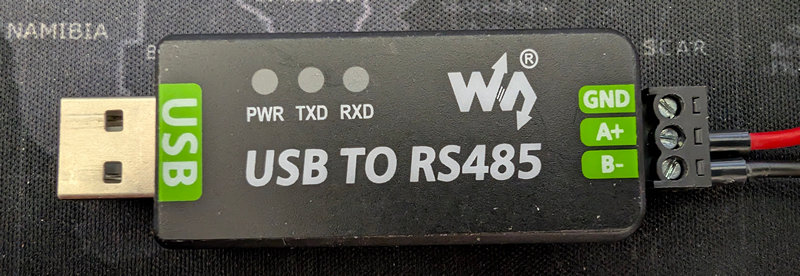 NAMIBIA
SCAR
USB
PWR TXD RXD
W ®
GND
A+
B-
USB TO RS485